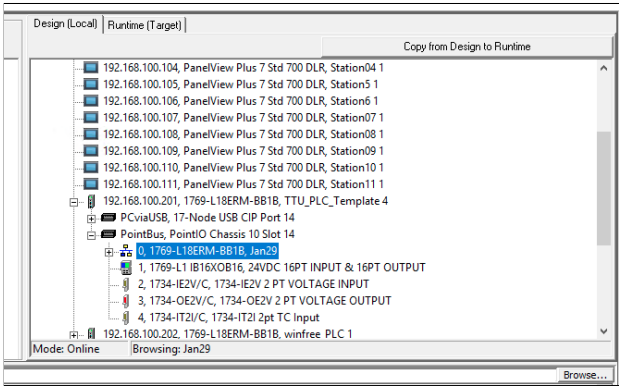 Design (Local)
Runtime (Target)
Copy from Design to Runtime
192.168.100.104, PanelView Plus 7 Std 700 DLR, Station04 1
192.168.100.105, PanelView Plus 7 Std 700 DLR, Station5 1
192.168.100.106, PanelView Plus 7 Std 700 DLR, Station6 1
192.168.100.107, PanelView Plus 7 Std 700 DLR, Station07 1
192.168.100.108, PanelView Plus 7 Std 700 DLR, Station08 1
192.168.100.109, PanelView Plus 7 Std 700 DLR, Station09 1
192.168.100.110, PanelView Plus 7 Std 700 DLR, Station10 1
192.168.100.111, PanelView Plus 7 Std 700 DLR, Station11 1
192.168.100.201, 1769-L18ERM-BB1B, TTU_PLC_Template 4
PCviaUSB, 17-Node USB CIP Port 14
PointBus, PointIO Chassis 10 Slot 14
0, 1769-L18ERM-BB1B, Jan29
1, 1769-L1 IB16XOB16, 24VDC 16PT INPUT & 16PT OUTPUT
2, 1734-IE2V/C, 1734-IE2V 2 PT VOLTAGE INPUT
3, 1734-OE2V/C, 1734-OE2V 2 PT VOLTAGE OUTPUT
4, 1734-IT2I/C, 1734-IT2I 2pt TC Input
192.168.100.202, 1769-L18ERM-BB1B, winfree PLC 1
Mode: Online
Browsing: Jan29
Browse...